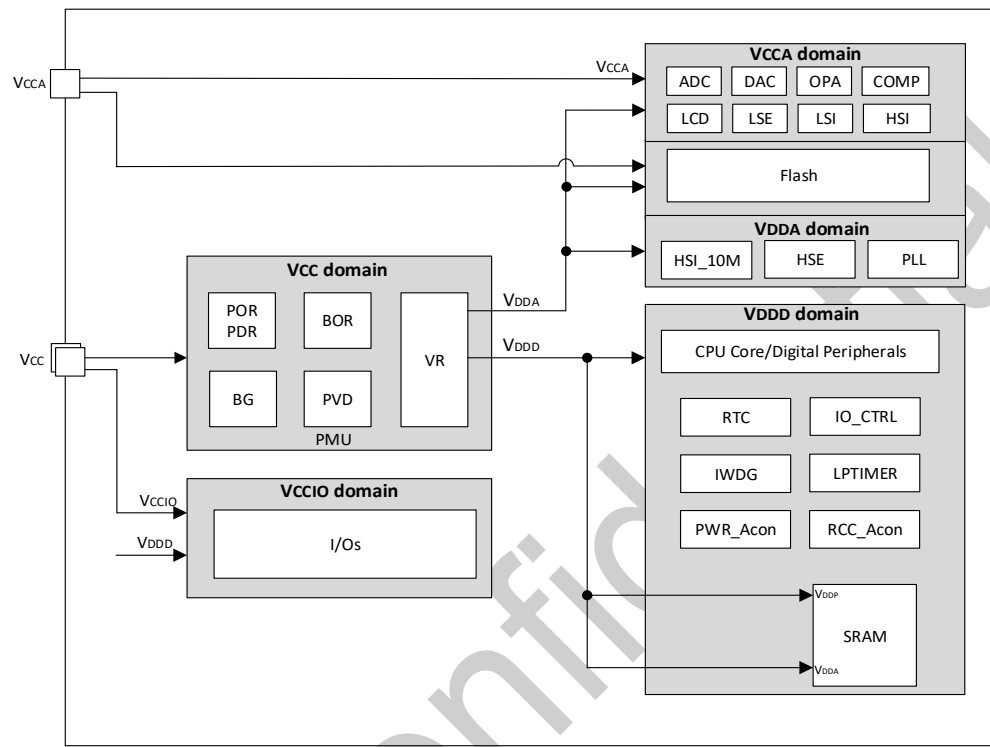 VCCA domain
VCCA
VCCA
ADC DAC OPA COMP
LCD LSE LSI HSI
Flash
VDDA domain
HSI_10M HSE PLL
VCC domain
POR
PDR
BOR
VR
BG PVD
PMU
VDDA
VDDD
VCC
VDDD domain
CPU Core/Digital Peripherals
RTC IO_CTRL
IWDG LPTIMER
PWR_Acon RCC_Acon
VDDP
SRAM
VDDA
VCCIO domain
VCCIO
VDDD
I/Os